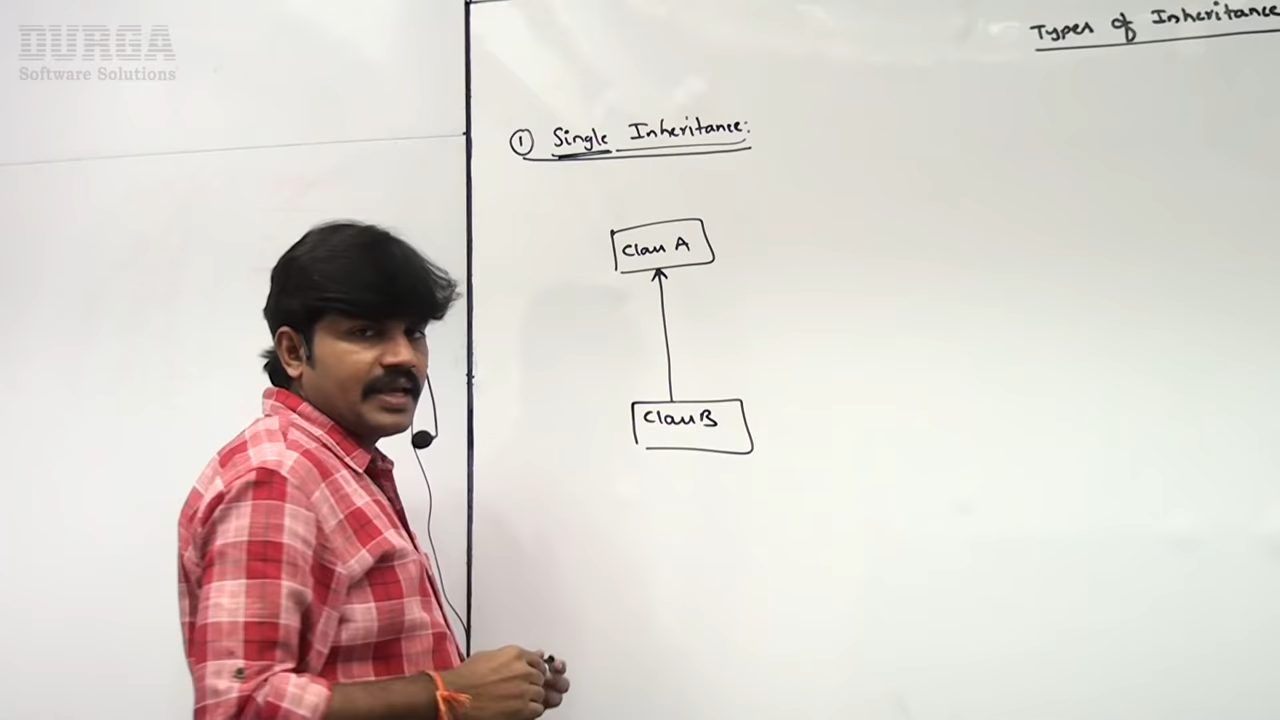 DURGA
Software Solutions
Types of Inheritance
① Single Inheritance:
Class A
Class B